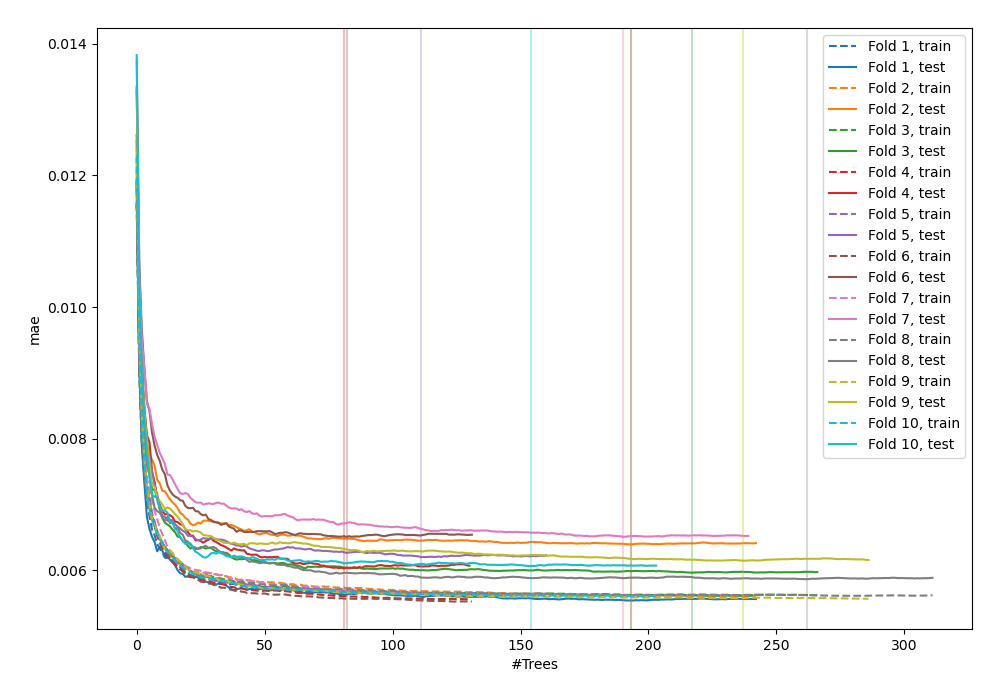 0.014
0.012
0.010
0.008
0.006
mae
0
50
100
150
200
250
300
#Trees
Fold 1, train
Fold 1, test
Fold 2, train
Fold 2, test
Fold 3, train
Fold 3, test
Fold 4, train
Fold 4, test
Fold 5, train
Fold 5, test
Fold 6, train
Fold 6, test
Fold 7, train
Fold 7, test
Fold 8, train
Fold 8, test
Fold 9, train
Fold 9, test
Fold 10, train
Fold 10, test